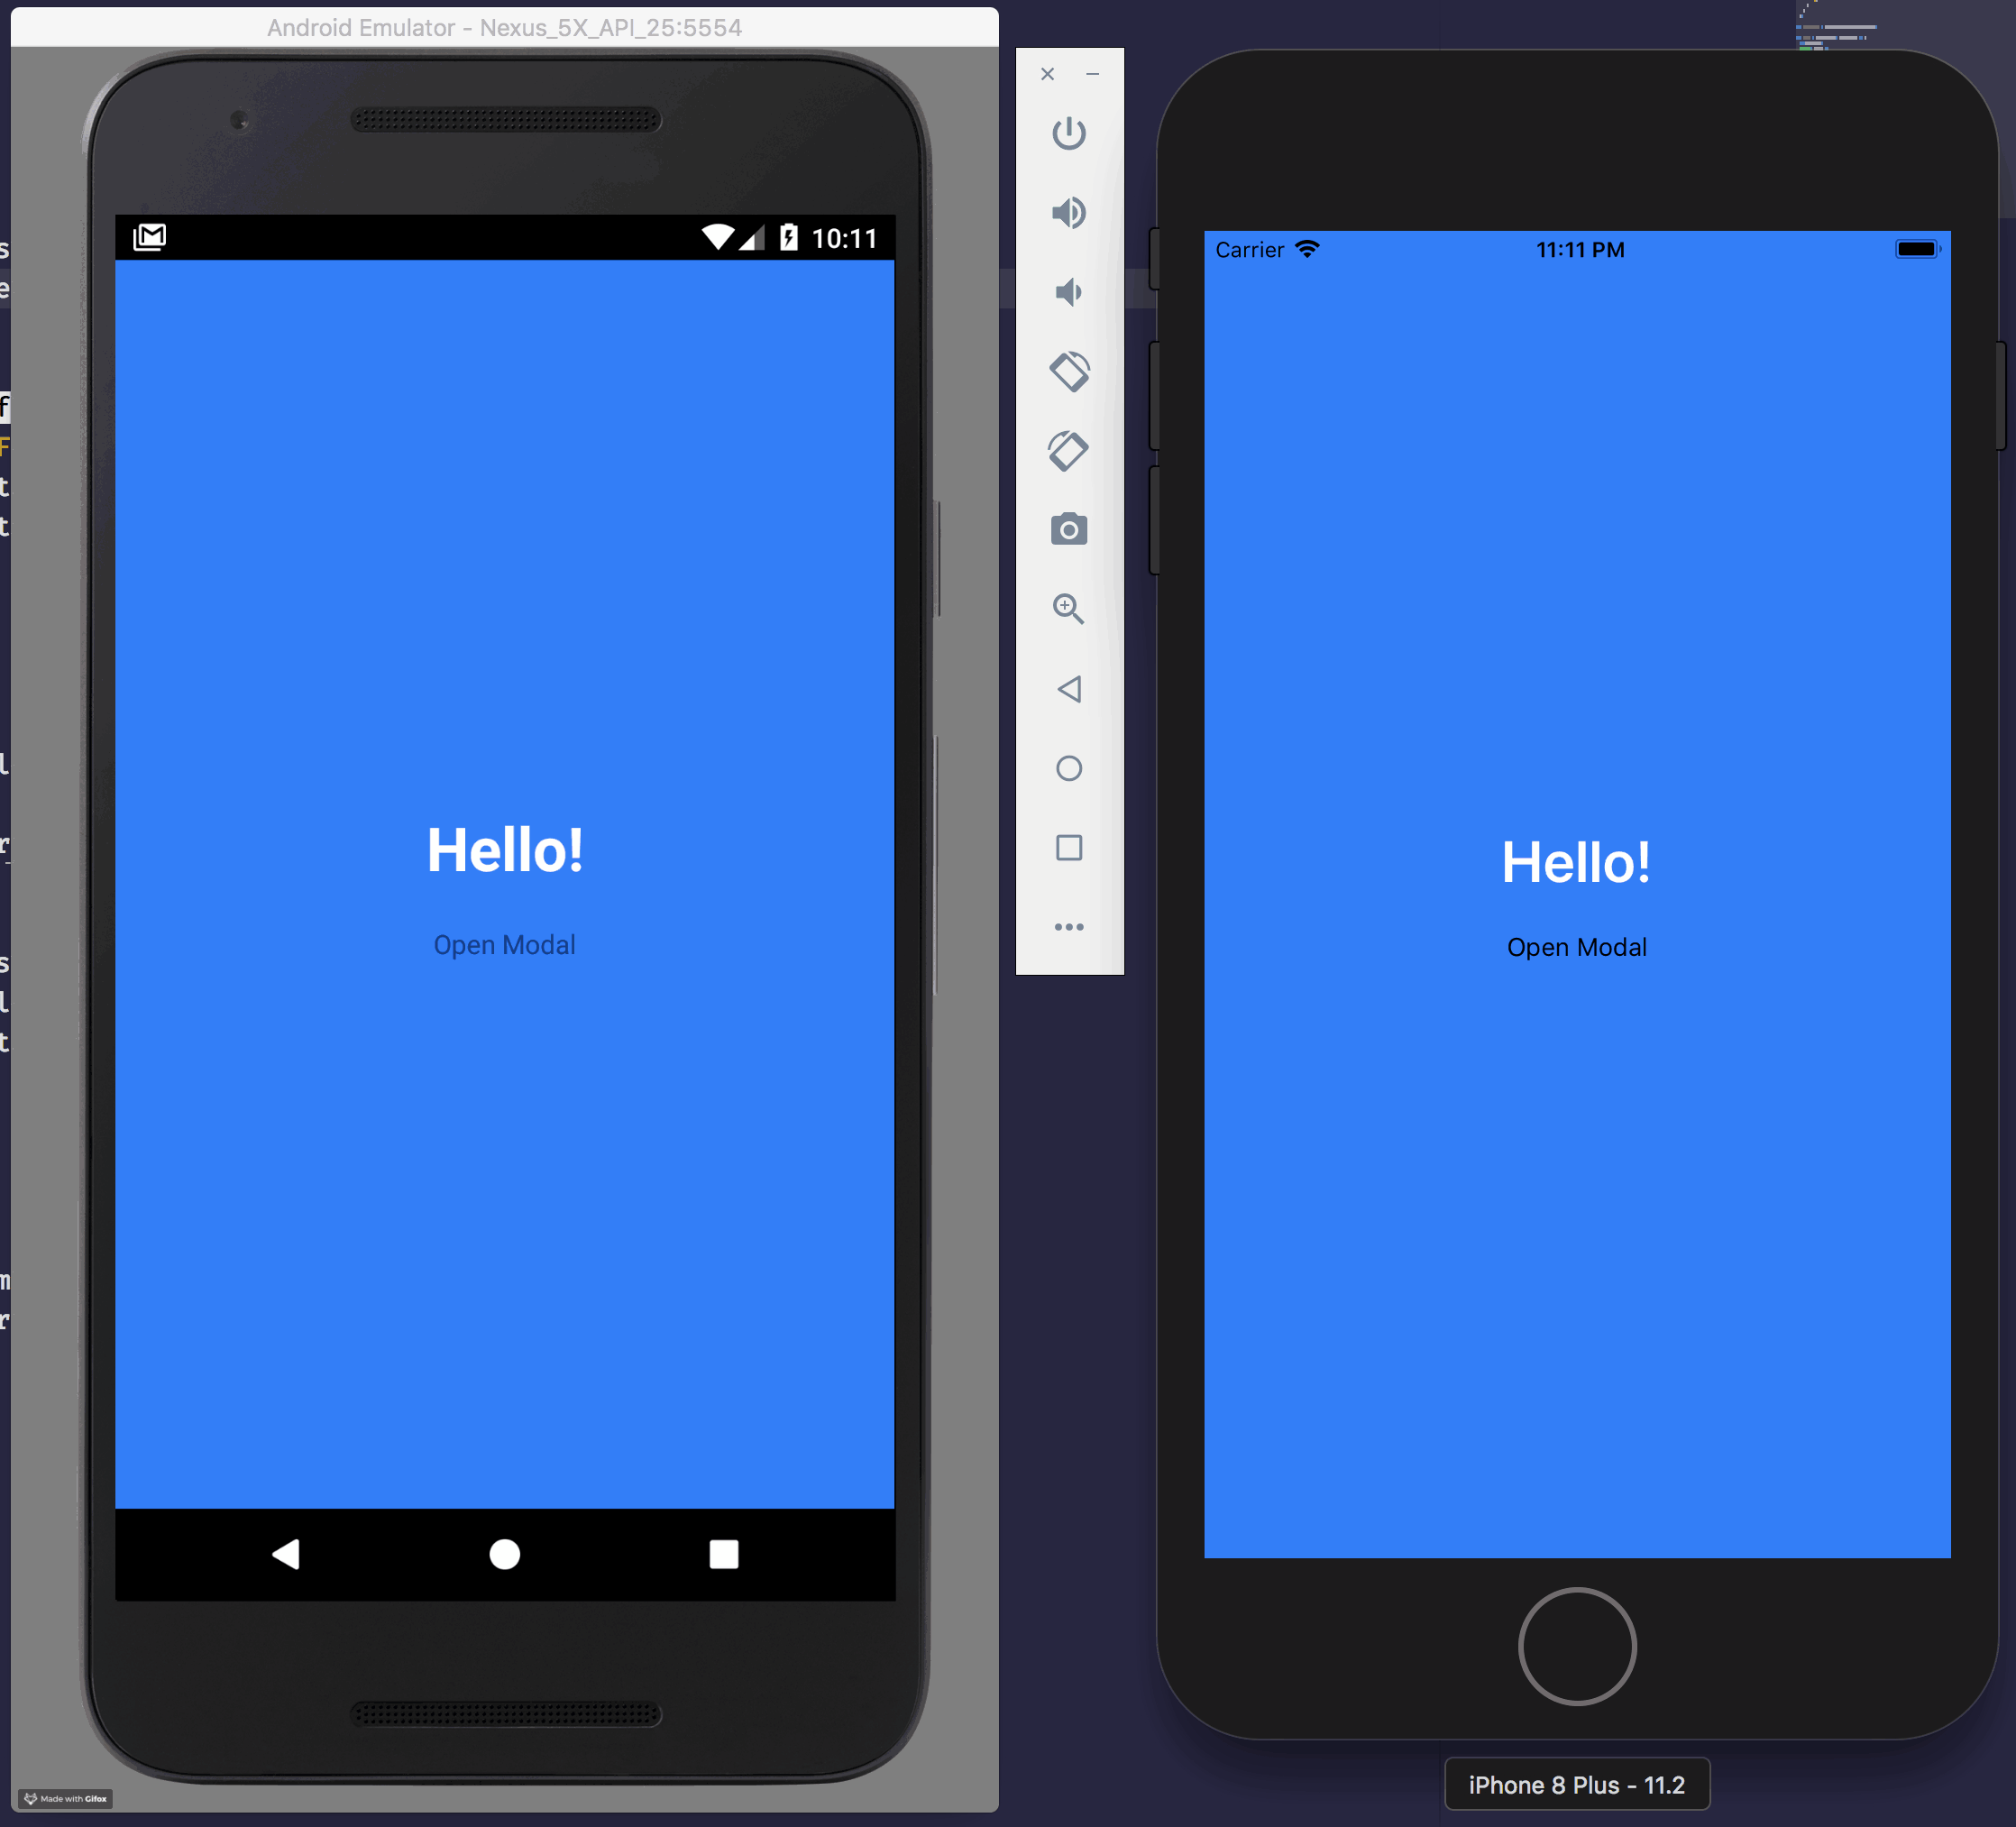 Android Emulator - Nexus_5X_API_25:5554
10:11
Hello!
Open Modal
Made with Gifox
Carrier
11:11 PM
Hello!
Open Modal
iPhone 8 Plus - 11.2
s
e
f
F
t
t
l
r_
s
l
t
m
r